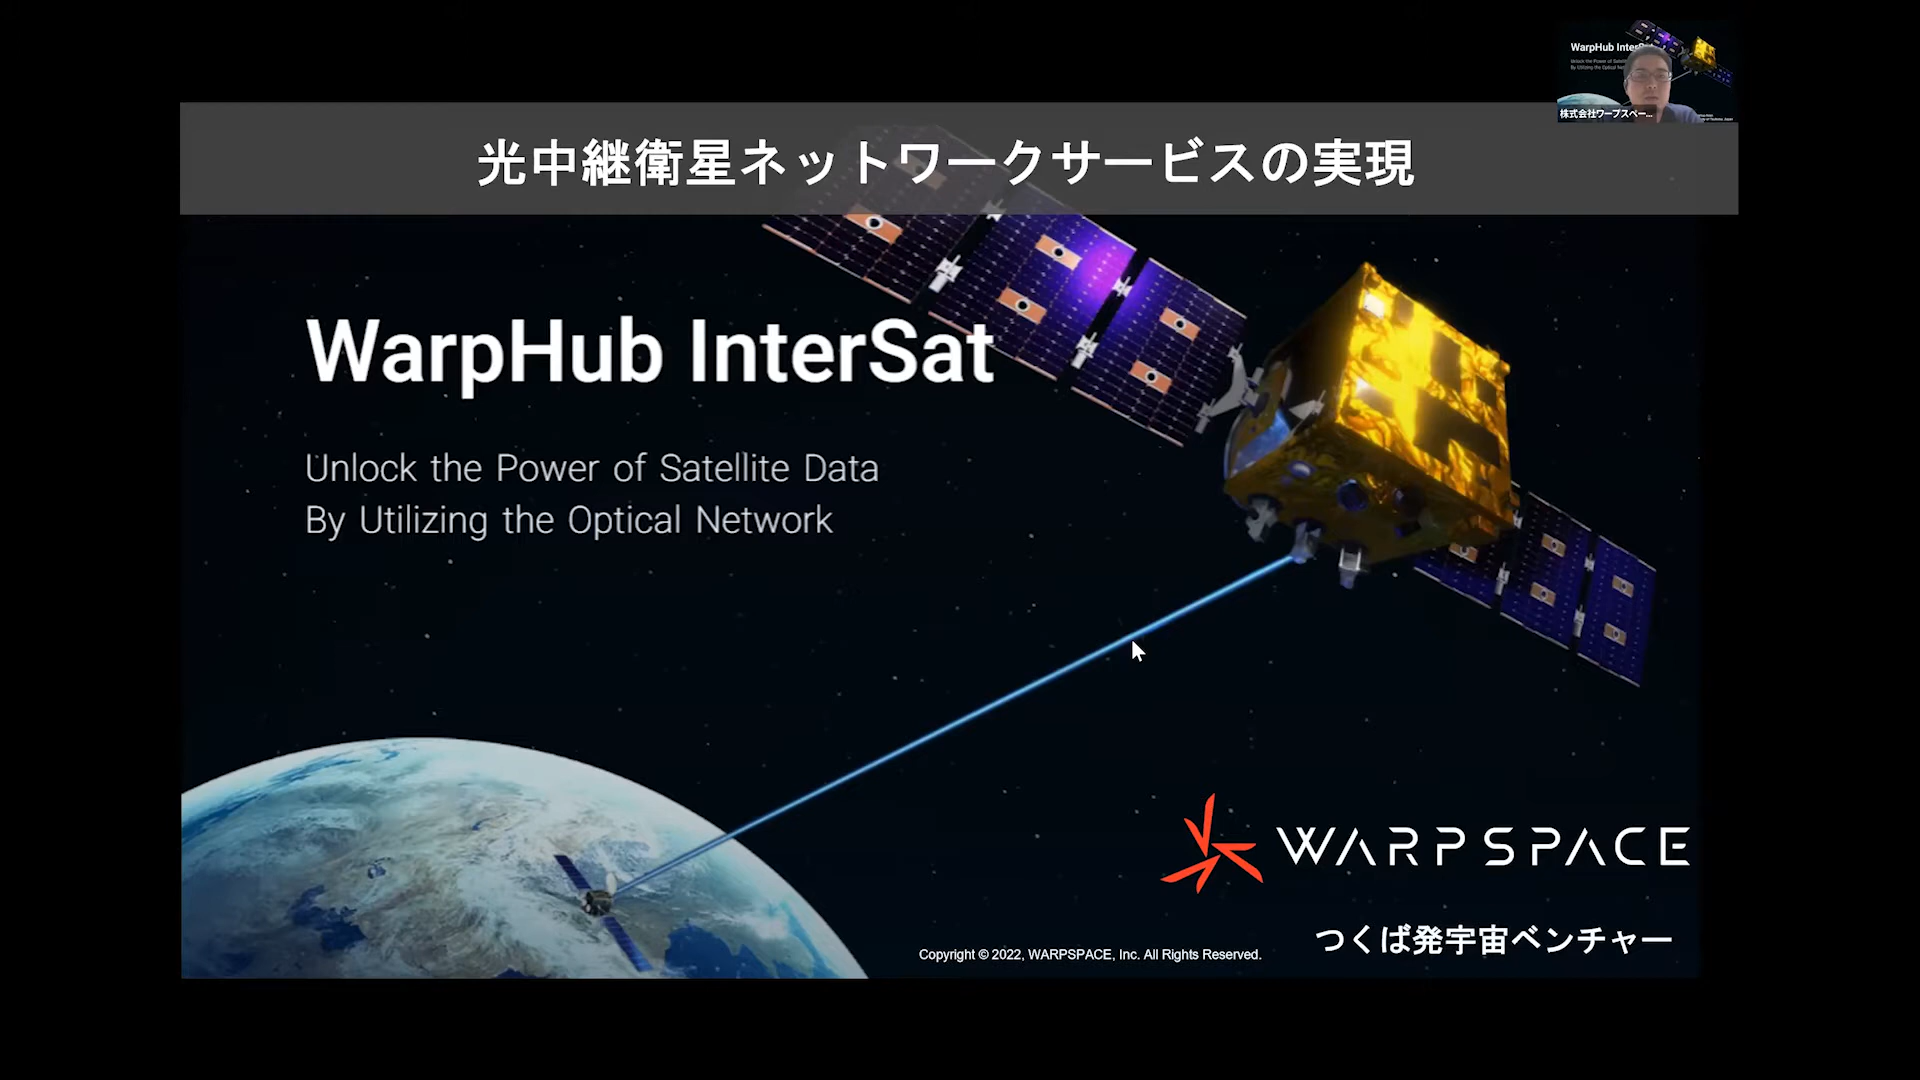 光中継衛星ネットワークサービスの実現
WarpHub InterSat
Unlock the Power of Satellite Data
By Utilizing the Optical Network
WARPSPACE
つくば発宇宙ベンチャー
Copyright © 2022, WARPSPACE, Inc. All Rights Reserved.
株式会社ワープスペー...